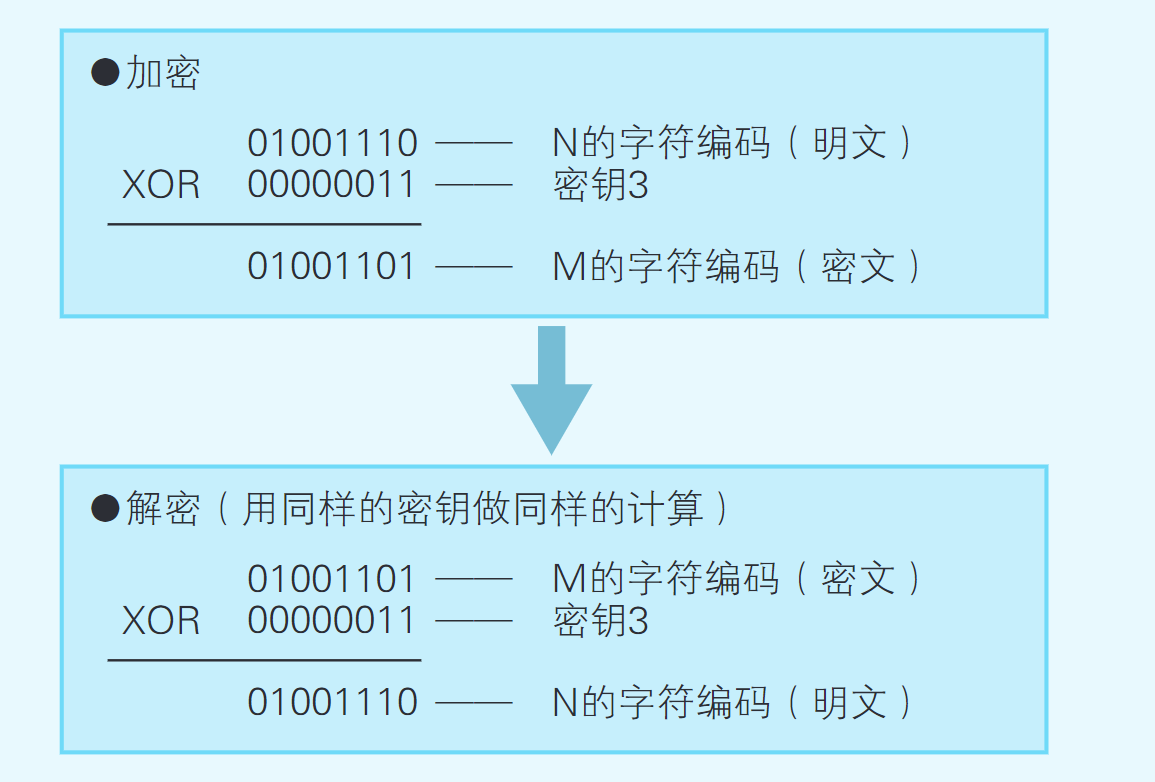 ●加密
01001110 —— N的字符编码（明文）
XOR 00000011 —— 密钥3
01001101 —— M的字符编码（密文）
●解密（用同样的密钥做同样的计算）
01001101 —— M的字符编码（密文）
XOR 00000011 —— 密钥3
01001110 —— N的字符编码（明文）